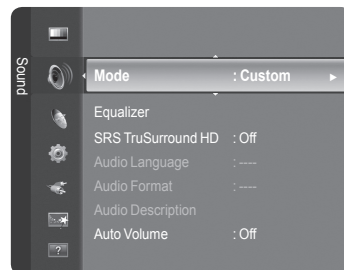 Sound
Mode : Custom
Equalizer
SRS TruSurround HD : Off
Audio Language : ----
Audio Format : ----
Audio Description
Auto Volume : Off
?